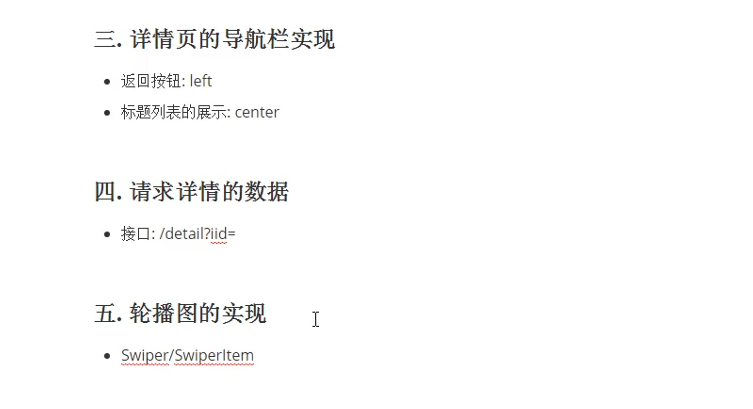 三. 详情页的导航栏实现
返回按钮: left
标题列表的展示: center
四. 请求详情的数据
接口: /detail?iid=
五. 轮播图的实现
Swiper/SwiperItem